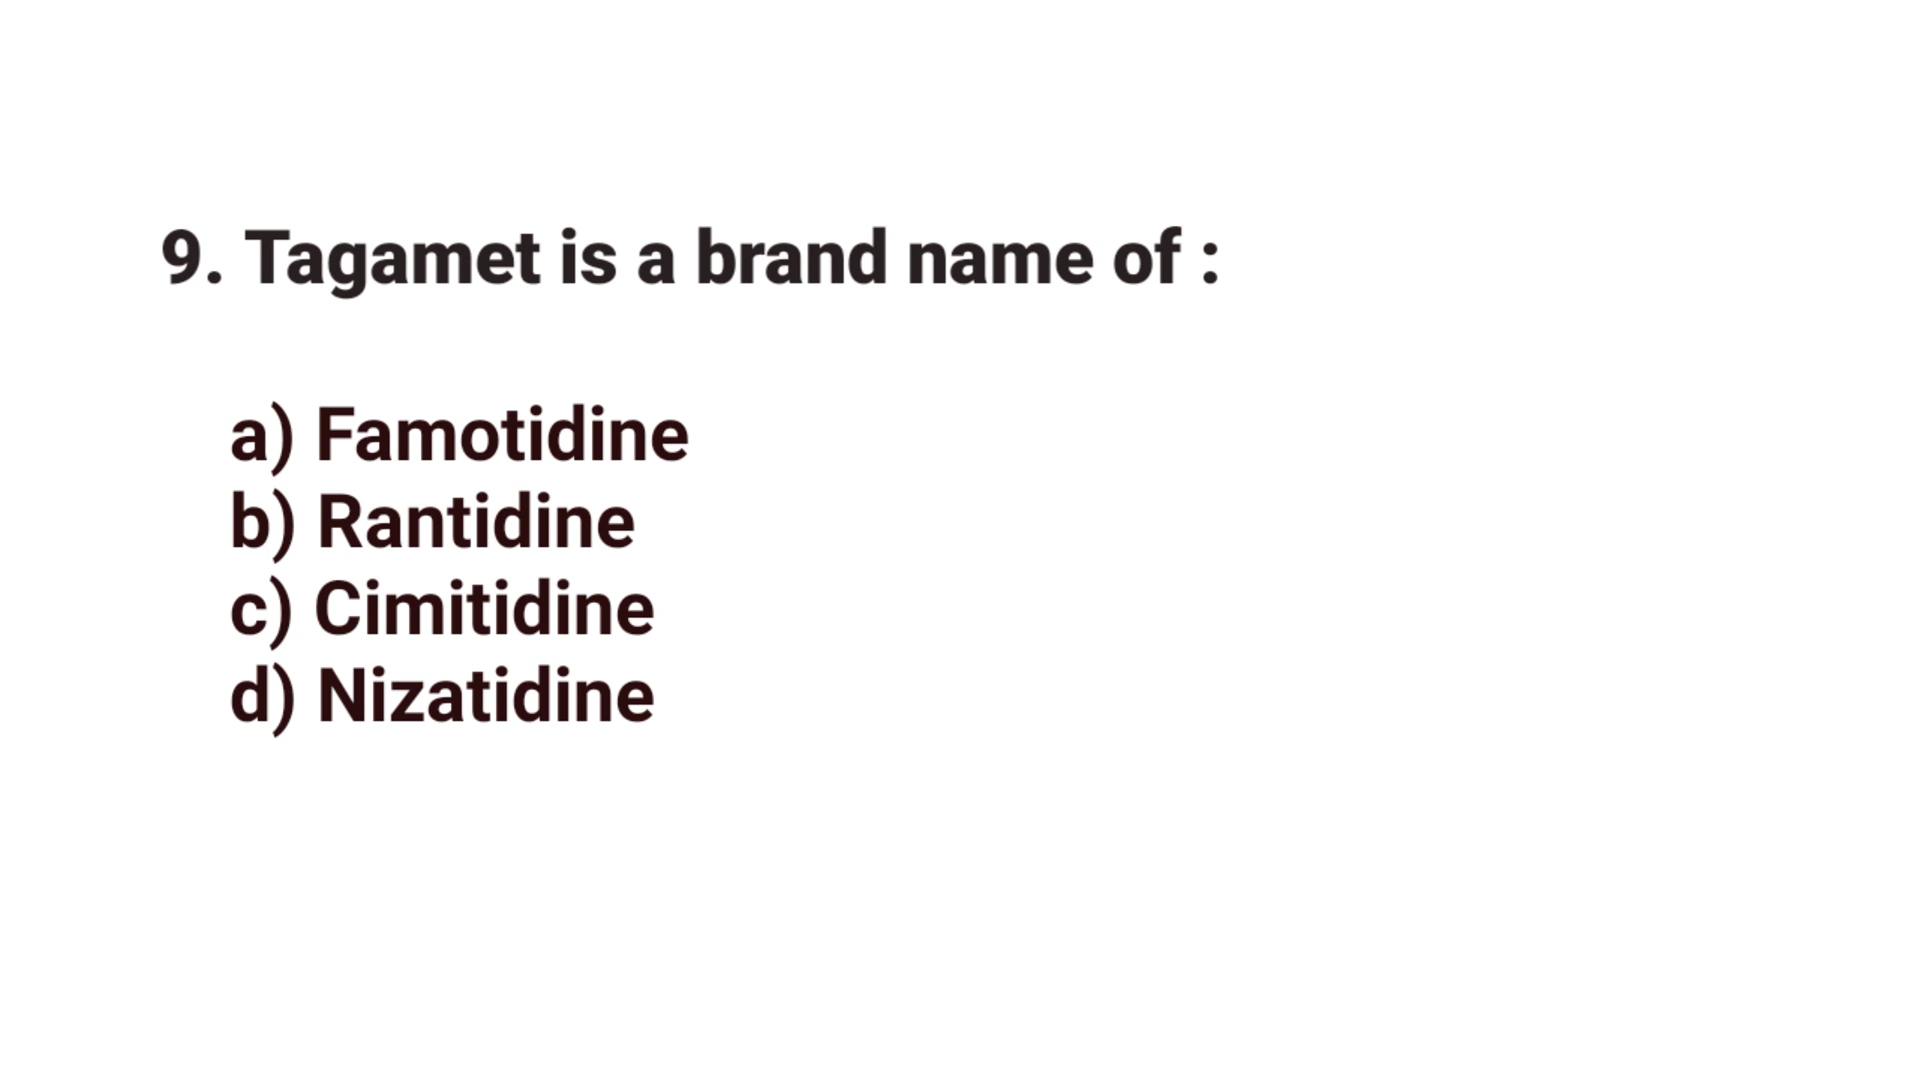 9. Tagamet is a brand name of :
a) Famotidine
b) Rantidine
c) Cimitidine
d) Nizatidine